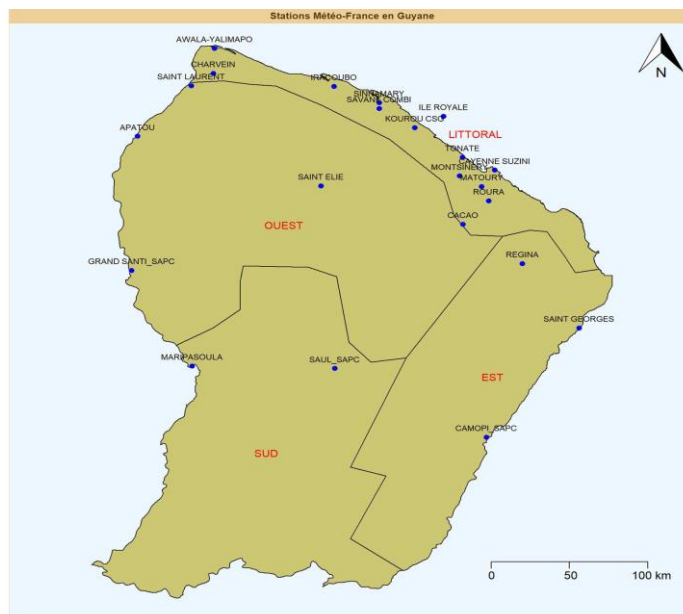 Stations Météo-France en Guyane
AWALA-YALIMAPO
CHARVEIN
SAINT LAURENT
IRACOUBO
SINNAMARY
SAVANE COMBI
ILE ROYALE
KOUROU CSG
LITTORAL
APATOU
TONATE
CAYENNE SUZINI
MONTSINERY
MATOURY
SAINT ELIE
ROURA
OUEST
CACAO
GRAND SANTI_SAPC
REGINA
SAINT GEORGES
MARIPASOULA
SAUL_SAPC
EST
CAMOPI_SAPC
SUD
N
0 50 100 km